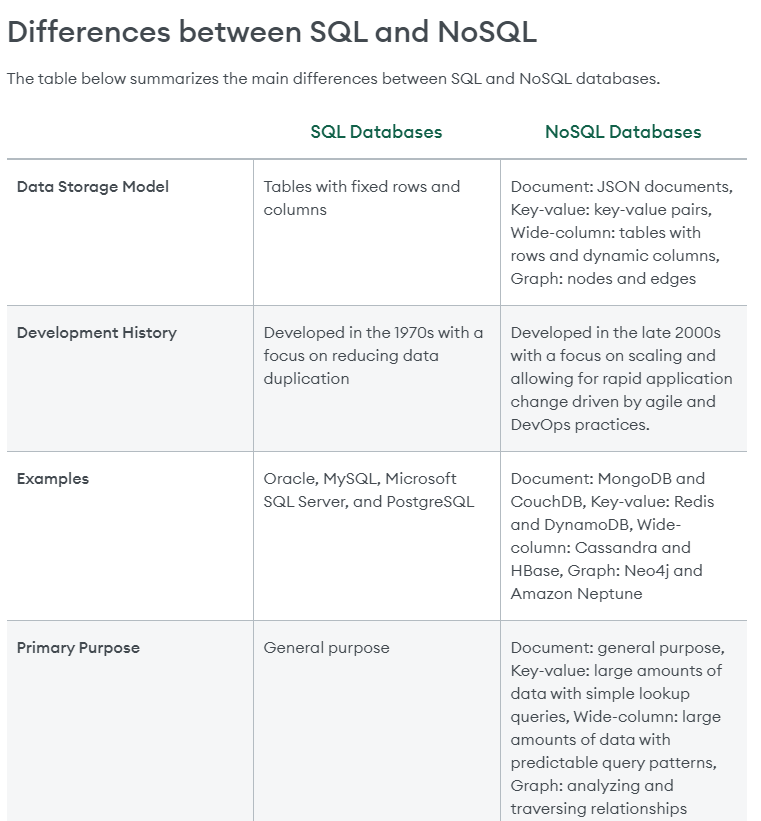 Differences between SQL and NoSQL
The table below summarizes the main differences between SQL and NoSQL databases.
SQL Databases NoSQL Databases
Data Storage Model
Tables with fixed rows and
columns
Document: JSON documents,
Key-value: key-value pairs,
Wide-column: tables with
rows and dynamic columns,
Graph: nodes and edges
Development History
Developed in the 1970s with a
focus on reducing data
duplication
Developed in the late 2000s
with a focus on scaling and
allowing for rapid application
change driven by agile and
DevOps practices.
Examples
Oracle, MySQL, Microsoft
SQL Server, and PostgreSQL
Document: MongoDB and
CouchDB, Key-value: Redis
and DynamoDB, Wide-
column: Cassandra and
HBase, Graph: Neo4j and
Amazon Neptune
Primary Purpose
General purpose
Document: general purpose,
Key-value: large amounts of
data with simple lookup
queries, Wide-column: large
amounts of data with
predictable query patterns,
Graph: analyzing and
traversing relationships